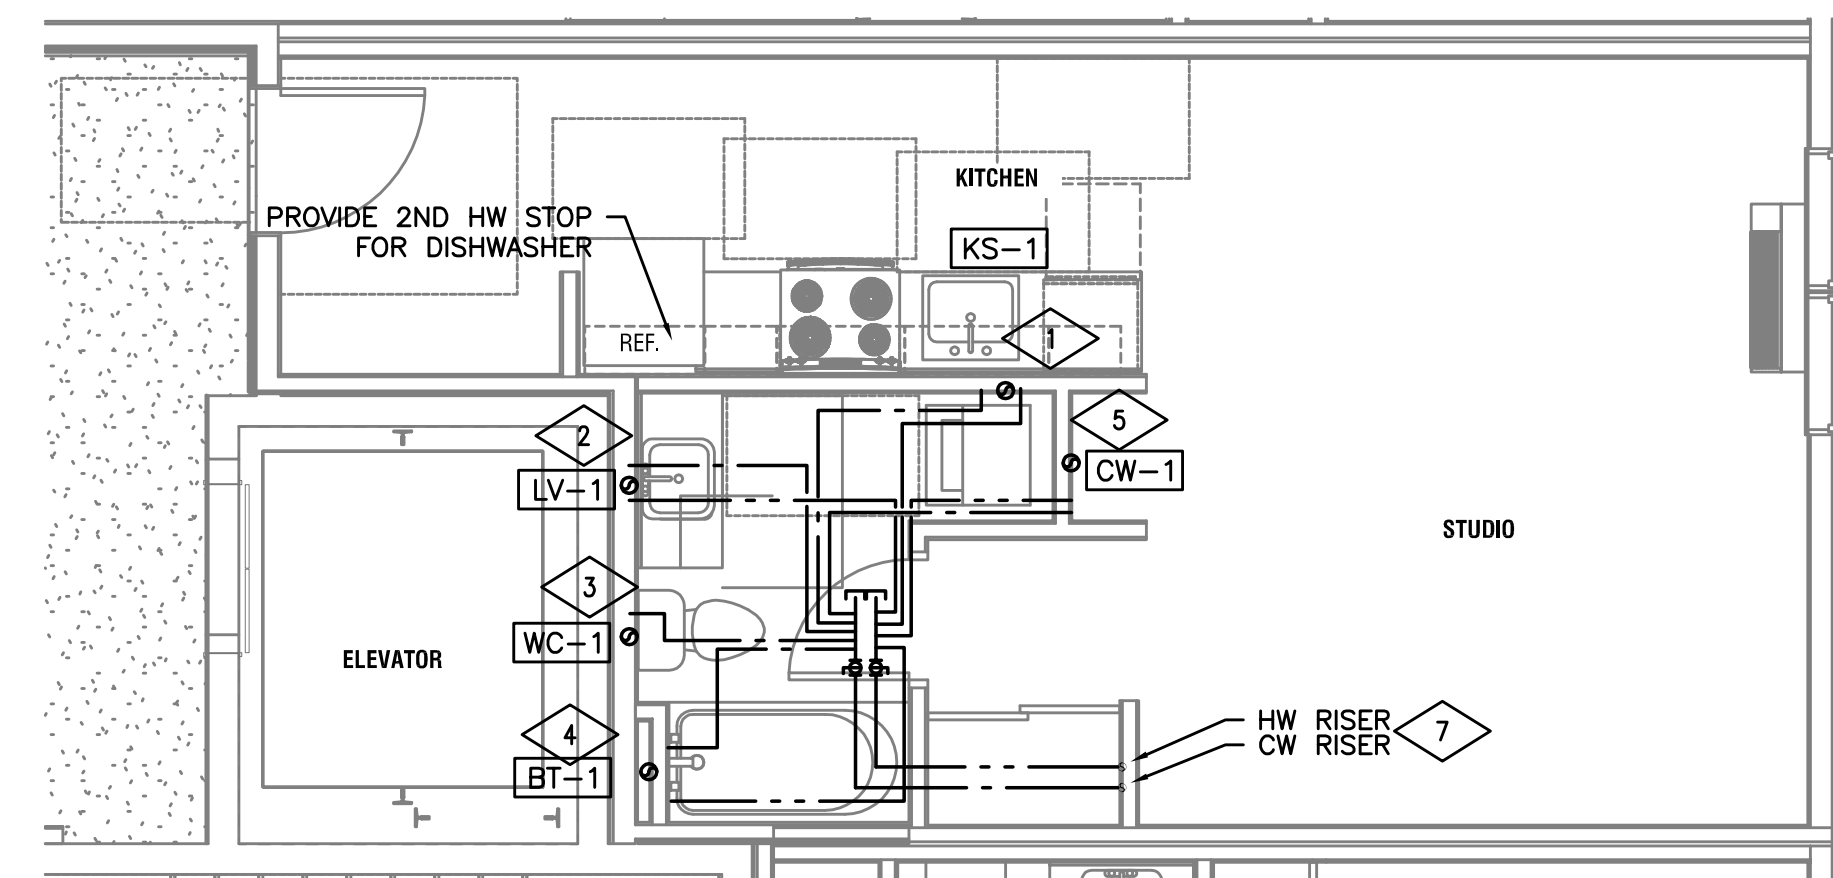 KITCHEN
PROVIDE 2ND HW STOP
FOR DISHWASHER
KS-1
REF.
1
2
5
CW-1
LV-1
STUDIO
3
WC-1
ELEVATOR
4
HW RISER
7
CW RISER
BT-1